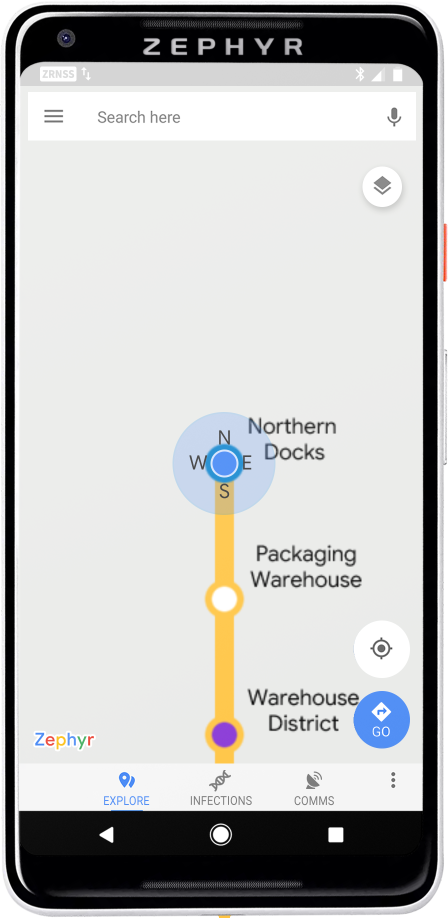 ZEPHYR
ZRNSS
Search here
Northern
Docks
N
W E
S
Packaging
Warehouse
Warehouse
District
GO
Zephyr
EXPLORE
INFECTIONS
COMMS